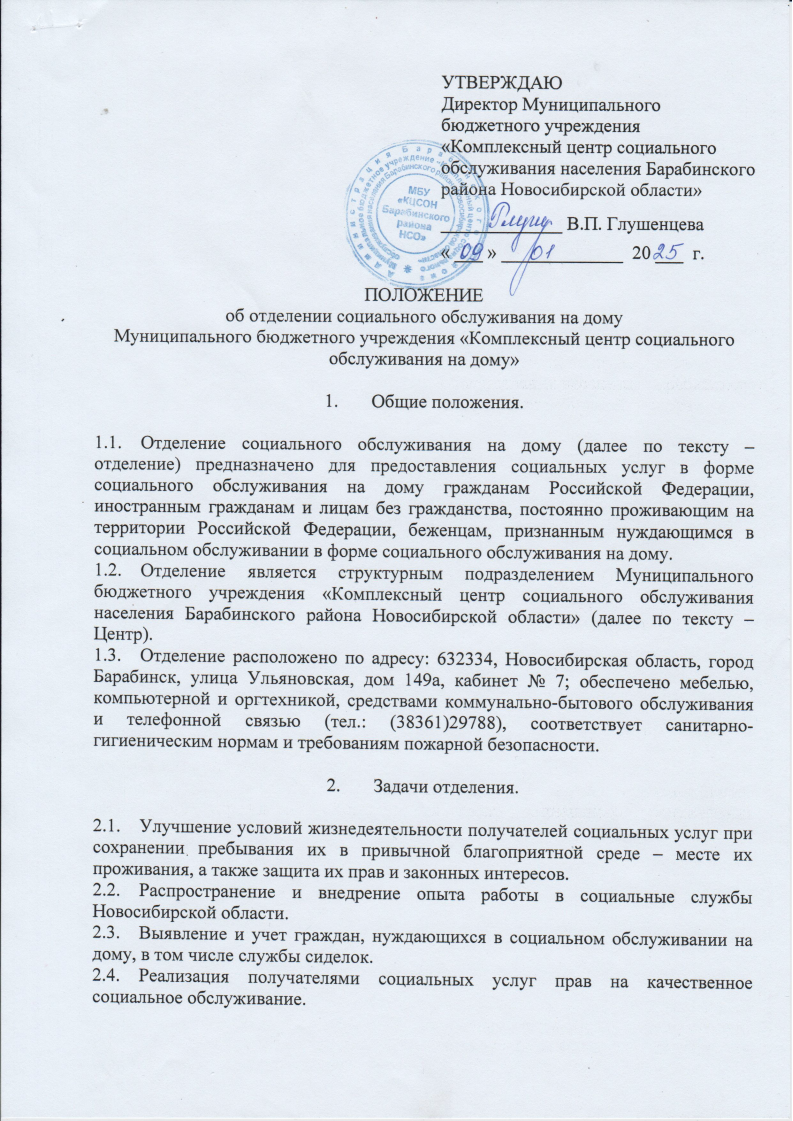 УТВЕРЖДАЮ
Директор Муниципального
бюджетного учреждения
«Комплексный центр социального
обслуживания населения Барабинского
района Новосибирской области»
В.П. Глушенцева
« 09 » 01 2025 г.
МБУ
«КЦСОН
Барабинского
района
НСО»
ПОЛОЖЕНИЕ
об отделении социального обслуживания на дому
Муниципального бюджетного учреждения «Комплексный центр социального
обслуживания на дому»
1. Общие положения.
1.1. Отделение социального обслуживания на дому (далее по тексту –
отделение) предназначено для предоставления социальных услуг в форме
социального обслуживания на дому гражданам Российской Федерации,
иностранным гражданам и лицам без гражданства, постоянно проживающим на
территории Российской Федерации, беженцам, признанным нуждающимся в
социальном обслуживании в форме социального обслуживания на дому.
1.2. Отделение является структурным подразделением Муниципального
бюджетного учреждения «Комплексный центр социального обслуживания
населения Барабинского района Новосибирской области» (далее по тексту –
Центр).
1.3. Отделение расположено по адресу: 632334, Новосибирская область, город
Барабинск, улица Ульяновская, дом 149а, кабинет № 7; обеспечено мебелью,
компьютерной и оргтехникой, средствами коммунально-бытового обслуживания
и телефонной связью (тел.: (38361)29788), соответствует санитарно-
гигиеническим нормам и требованиям пожарной безопасности.
2. Задачи отделения.
2.1. Улучшение условий жизнедеятельности получателей социальных услуг при
сохранении пребывания их в привычной благоприятной среде – месте их
проживания, а также защита их прав и законных интересов.
2.2. Распространение и внедрение опыта работы в социальные службы
Новосибирской области.
2.3. Выявление и учет граждан, нуждающихся в социальном обслуживании на
дому, в том числе службы сиделок.
2.4. Реализация получателями социальных услуг прав на качественное
социальное обслуживание.